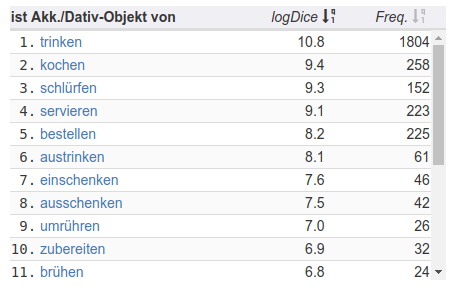 ist Akk./Dativ-Objekt von logDice Freq.
1. trinken 10.8 1804
2. kochen 9.4 258
3. schlürfen 9.3 152
4. servieren 9.1 223
5. bestellen 8.2 225
6. austrinken 8.1 61
7. einschenken 7.6 46
8. ausschenken 7.5 42
9. umrühren 7.0 26
10. zubereiten 6.9 32
11. brühen 6.8 24